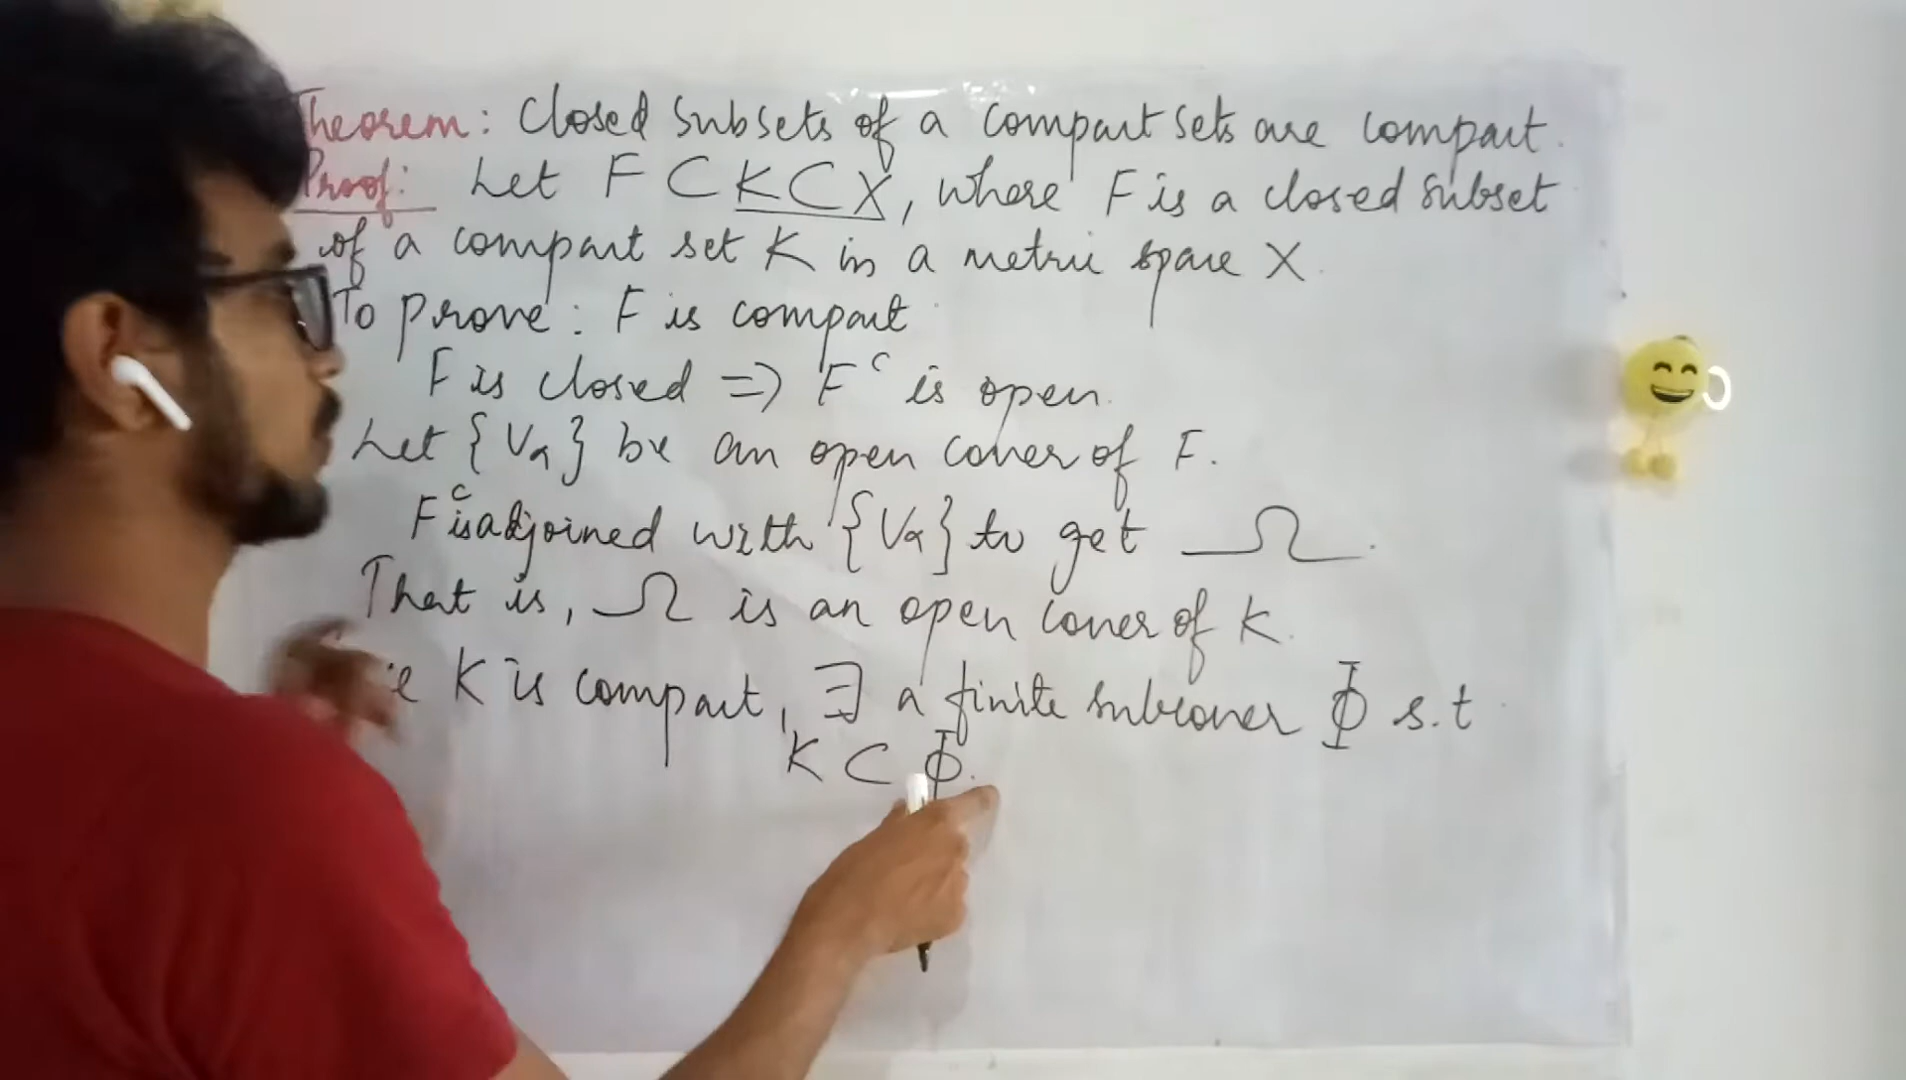 Theorem: Closed subsets of a compact sets are compact.
Proof: Let F ⊂ K ⊂ X, where F is a closed subset
of a compact set K in a metric space X.
To prove: F is compact
F is closed => F^c is open.
Let {Vα} be an open cover of F.
F^c is adjoined with {Vα} to get Ω.
That is, Ω is an open cover of K.
K is compact, ∃ a finite subcover Φ s.t
K ⊂ Φ.